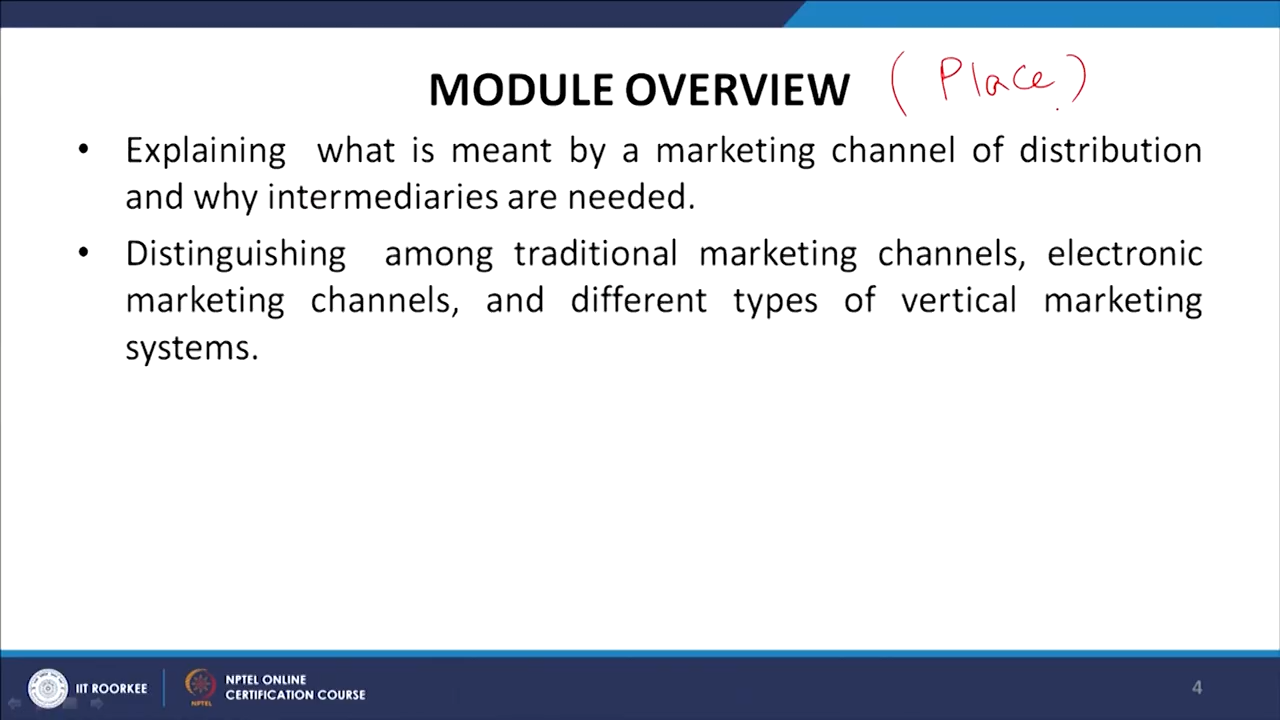 MODULE OVERVIEW (Place)
• Explaining what is meant by a marketing channel of distribution
and why intermediaries are needed.
• Distinguishing among traditional marketing channels, electronic
marketing channels, and different types of vertical marketing
systems.
IIT ROORKEE
NPTEL ONLINE
CERTIFICATION COURSE
NPTEL
4